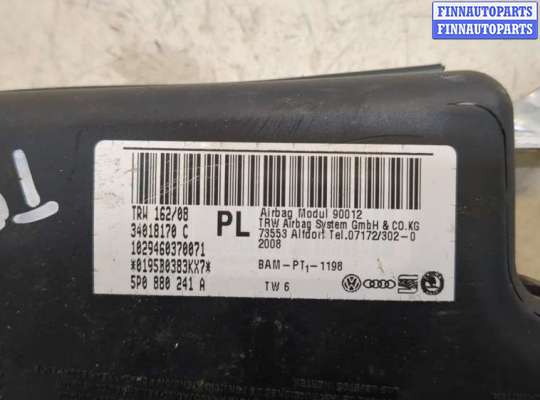 FINNAUTOPARTS
FINNAUTOPARTS
TRW 162/08
34018170 C
1029460370071
*0195B0383KX7*
5P0 880 241 A
PL
Airbag Modul 90012
TRW Airbag System GmbH & CO.KG
73553 Alfdorf Tel.07172/302-0
2008
BAM-PT1-1198
TW 6